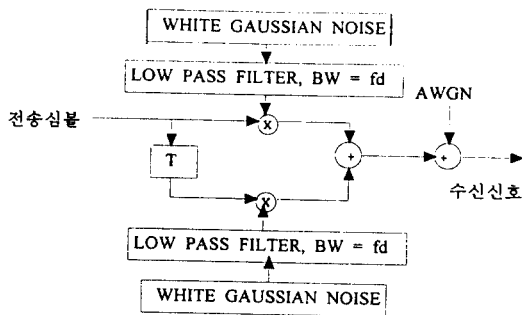 WHITE GAUSSIAN NOISE
LOW PASS FILTER, BW = fd
AWGN
전송심볼
x
T
+
+
수신신호
x
LOW PASS FILTER, BW = fd
WHITE GAUSSIAN NOISE